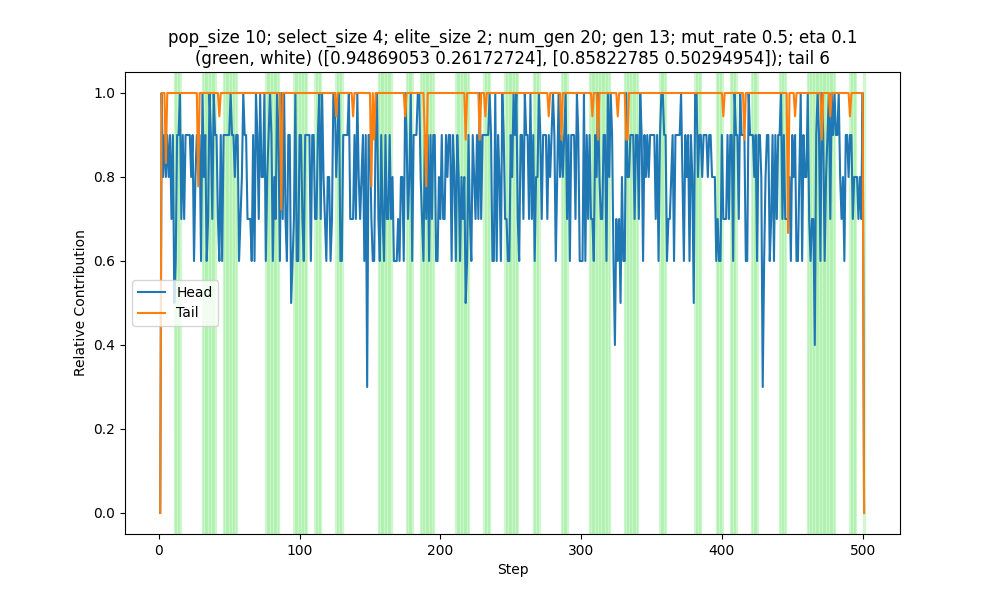 pop_size 10; select_size 4; elite_size 2; num_gen 20; gen 13; mut_rate 0.5; eta 0.1
(green, white) ([0.94869053 0.26172724], [0.85822785 0.50294954]); tail 6
1.0
0.8
0.6
0.4
0.2
0.0
Relative Contribution
Head
Tail
0 100 200 300 400 500
Step